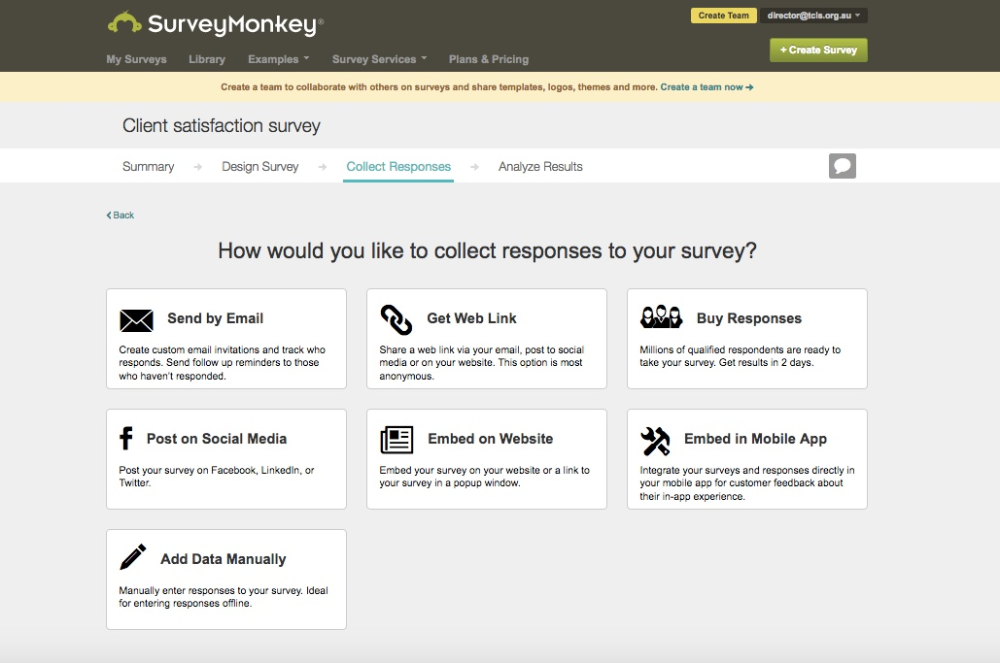 SurveyMonkey®
Create Team
director@tcls.org.au
My Surveys Library Examples Survey Services Plans & Pricing
+ Create Survey
Create a team to collaborate with others on surveys and share templates, logos, themes and more. Create a team now →
Client satisfaction survey
Summary → Design Survey → Collect Responses → Analyze Results
Back
How would you like to collect responses to your survey?
Send by Email
Create custom email invitations and track who
responds. Send follow up reminders to those
who haven't responded.
Get Web Link
Share a web link via your email, post to social
media or on your website. This option is most
anonymous.
Buy Responses
Millions of qualified respondents are ready to
take your survey. Get results in 2 days.
Post on Social Media
Post your survey on Facebook, LinkedIn, or
Twitter.
Embed on Website
Embed your survey on your website or a link to
your survey in a popup window.
Embed in Mobile App
Integrate your surveys and responses directly in
your mobile app for customer feedback about
their in-app experience.
Add Data Manually
Manually enter responses to your survey. Ideal
for entering responses offline.